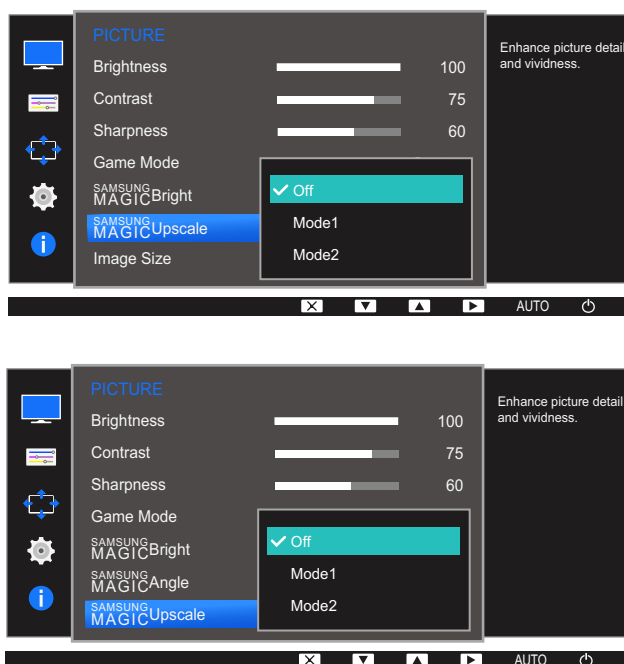 PICTURE
Brightness 100
Contrast 75
Sharpness 60
Game Mode
SAMSUNG
MAGICBright
SAMSUNG
MAGICUpscale
Image Size
Off
Mode1
Mode2
Enhance picture detail
and vividness.
AUTO
PICTURE
Brightness 100
Contrast 75
Sharpness 60
Game Mode
SAMSUNG
MAGICBright
SAMSUNG
MAGICAngle
SAMSUNG
MAGICUpscale
Off
Mode1
Mode2
Enhance picture detail
and vividness.
AUTO